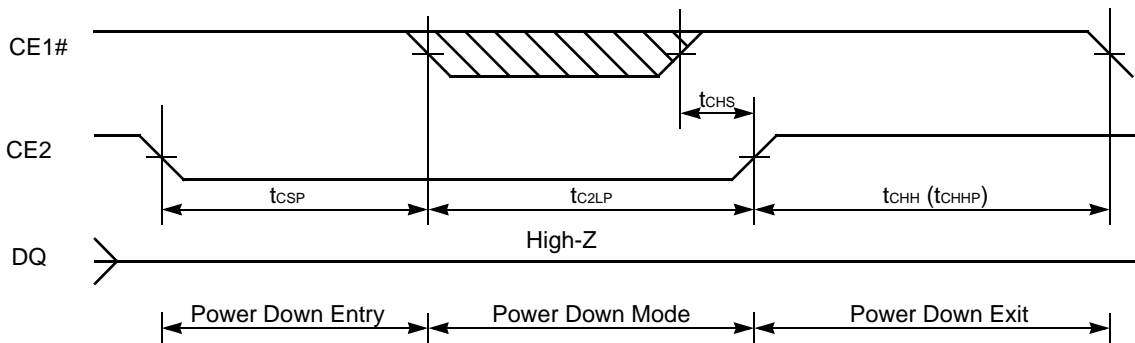 CE1#
tCHS
CE2
tCSP
tC2LP
tCHH (tCHHP)
High-Z
DQ
Power Down Entry
Power Down Mode
Power Down Exit